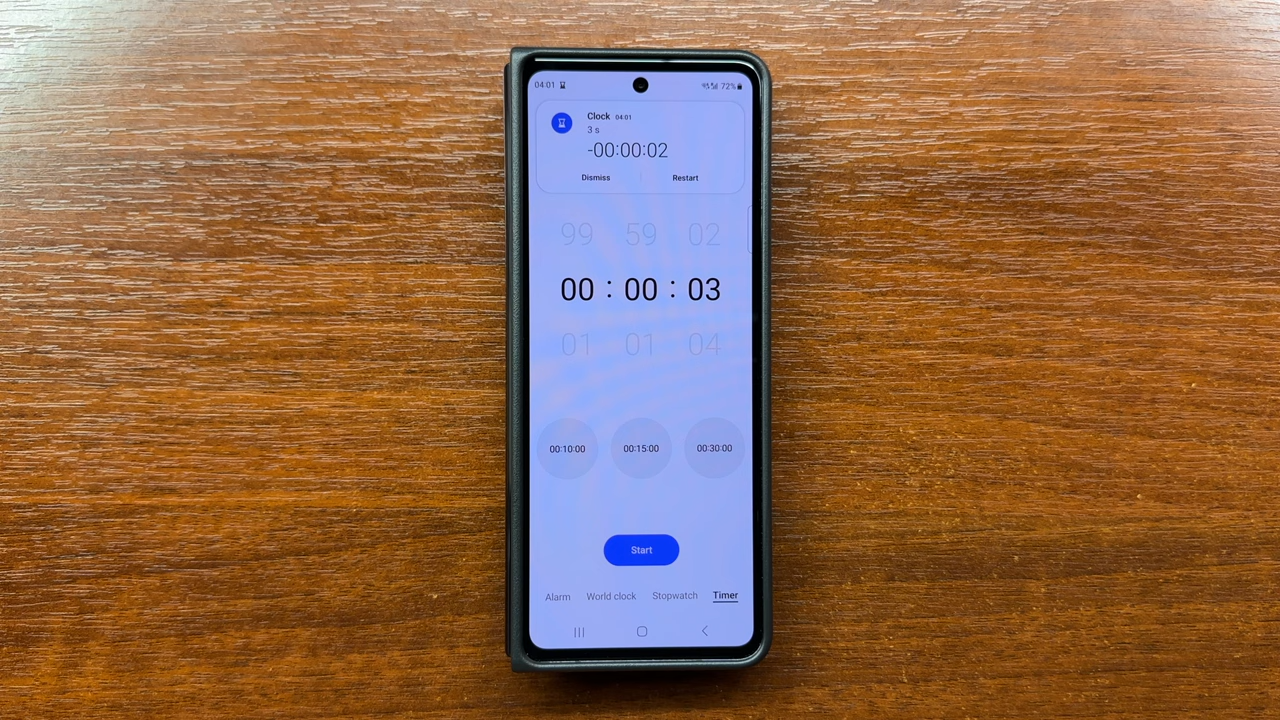 04:01 72%
Clock 04:01
3 s
-00:00:02
Dismiss Restart
99 59 02
00 : 00 : 03
01 01 04
00:10:00 00:15:00 00:30:00
Start
Alarm World clock Stopwatch Timer